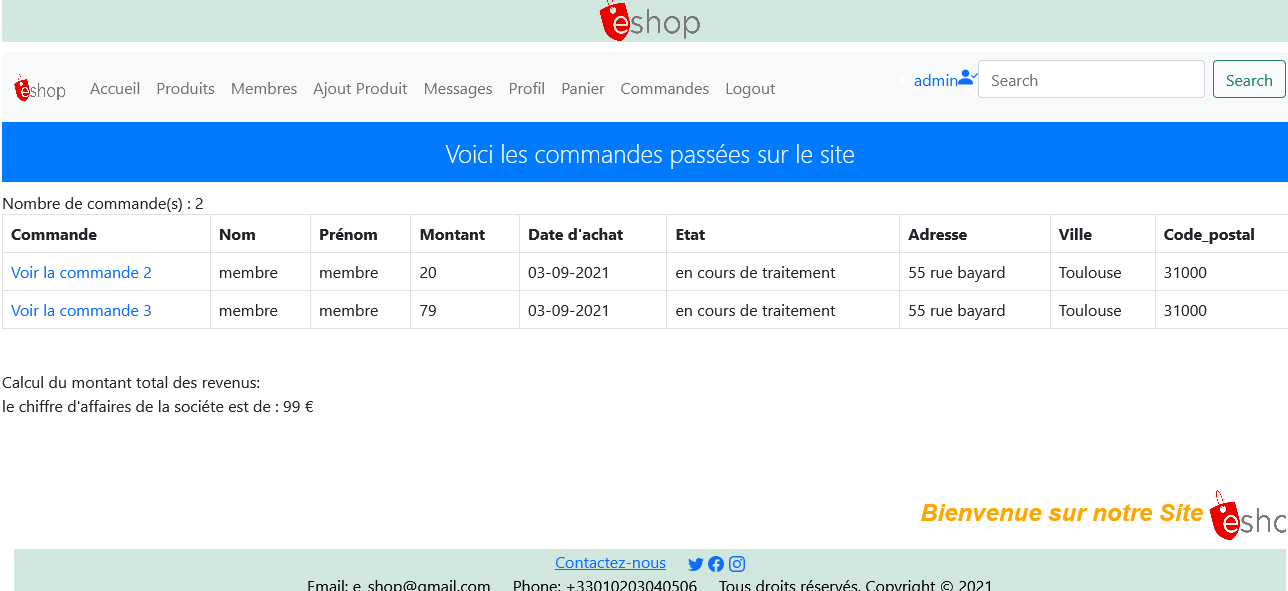 eshop
eshop Accueil Produits Membres Ajout Produit Messages Profil Panier Commandes Logout admin Search Search
Voici les commandes passées sur le site
Nombre de commande(s) : 2
Commande Nom Prénom Montant Date d'achat Etat Adresse Ville Code_postal
Voir la commande 2 membre membre 20 03-09-2021 en cours de traitement 55 rue bayard Toulouse 31000
Voir la commande 3 membre membre 79 03-09-2021 en cours de traitement 55 rue bayard Toulouse 31000
Calcul du montant total des revenus:
le chiffre d'affaires de la sociéte est de : 99 €
Bienvenue sur notre Site esho
Contactez-nous
Email: e_shop@gmail.com Phone: +33010203040506 Tous droits réservés. Copyright © 2021